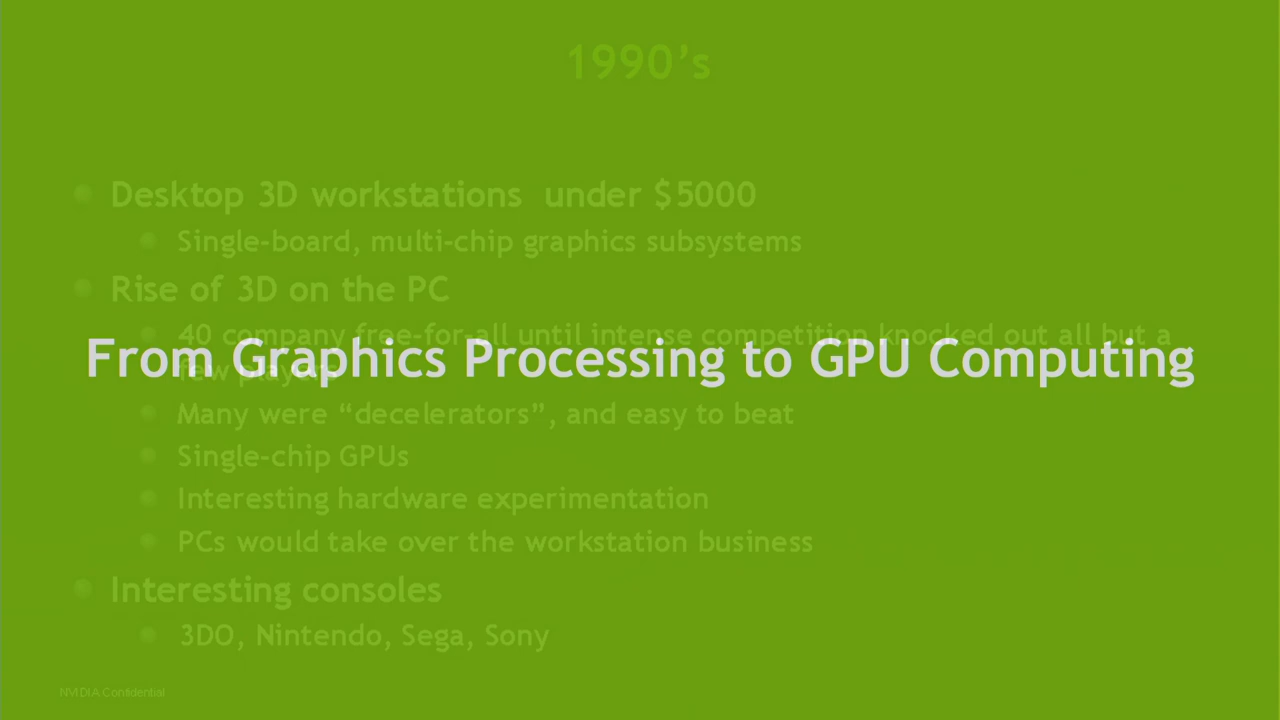 1990's
Desktop 3D workstations under $5000
Single-board, multi-chip graphics subsystems
Rise of 3D on the PC
40 company free-for-all until intense competition knocked out all but a
From Graphics Processing to GPU Computing
few players
Many were “decelerators”, and easy to beat
Single-chip GPUs
Interesting hardware experimentation
PCs would take over the workstation business
Interesting consoles
3DO, Nintendo, Sega, Sony
NVIDIA Confidential